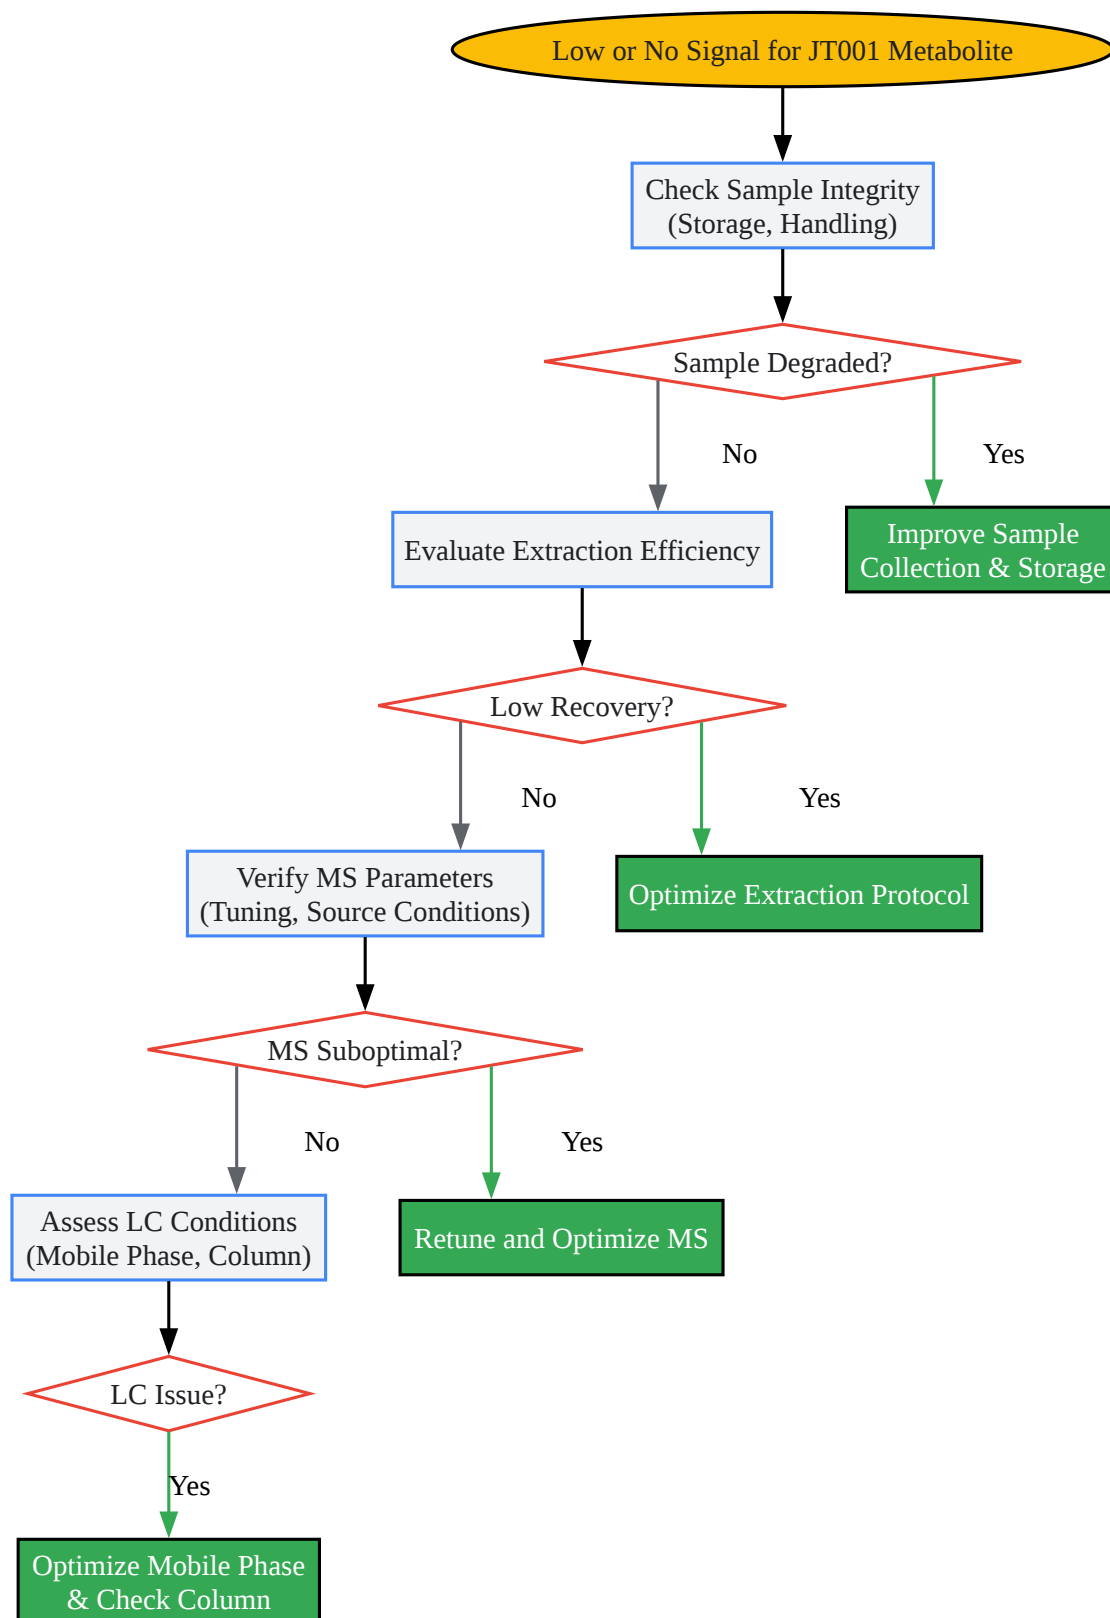 Low or No Signal for JT001 Metabolite
Check Sample Integrity
(Storage, Handling)
Sample Degraded?
No
Yes
Evaluate Extraction Efficiency
Improve Sample
Collection & Storage
Low Recovery?
No
Yes
Verify MS Parameters
(Tuning, Source Conditions)
Optimize Extraction Protocol
MS Suboptimal?
No
Yes
Assess LC Conditions
(Mobile Phase, Column)
Retune and Optimize MS
LC Issue?
Yes
Optimize Mobile Phase
& Check Column